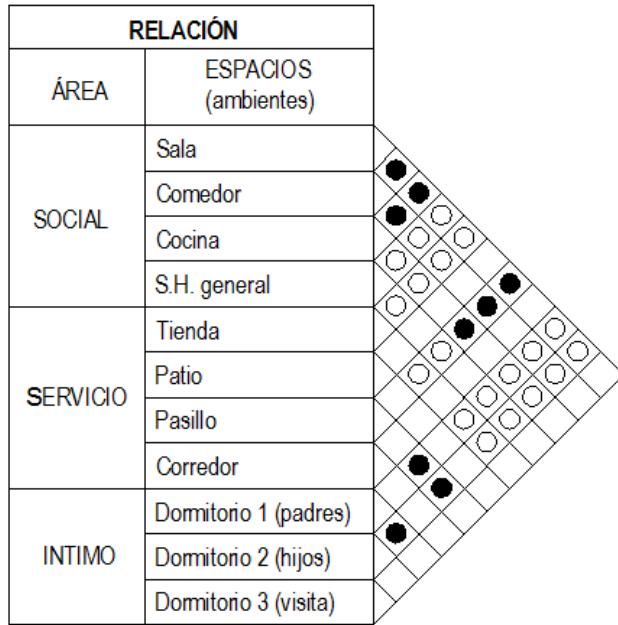 RELACIÓN
ÁREA
ESPACIOS
(ambientes)
SOCIAL
Sala
Comedor
Cocina
S.H. general
SERVICIO
Tienda
Patio
Pasillo
Corredor
INTIMO
Dormitorio 1 (padres)
Dormitorio 2 (hijos)
Dormitorio 3 (visita)